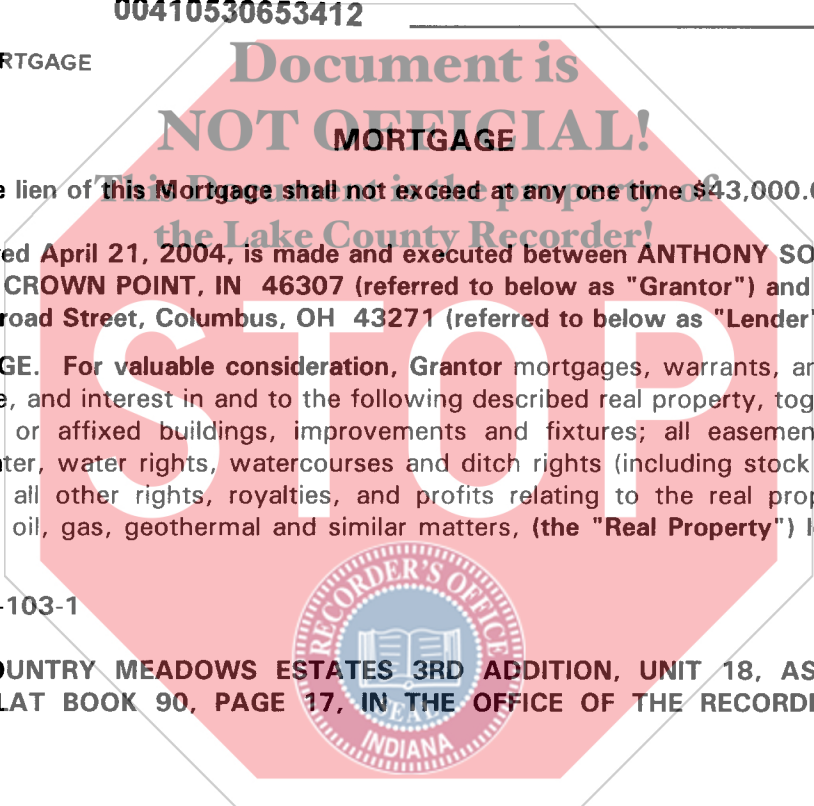 00410530653412
RTGAGE
Document is
NOT OFFICIAL!
MORTGAGE
e lien of this Mortgage shall not exceed at any one time $43,000.0
This Document is the property of
the Lake County Recorder!
ed April 21, 2004, is made and executed between ANTHONY SO
CROWN POINT, IN 46307 (referred to below as "Grantor") and
road Street, Columbus, OH 43271 (referred to below as "Lender"
GE. For valuable consideration, Grantor mortgages, warrants, an
e, and interest in and to the following described real property, tog
or affixed buildings, improvements and fixtures; all easemen
ter, water rights, watercourses and ditch rights (including stock
all other rights, royalties, and profits relating to the real prop
oil, gas, geothermal and similar matters, (the "Real Property") l
STOP
-103-1
RECORDER'S OFFICE
OUNTRY MEADOWS ESTATES 3RD ADDITION, UNIT 18, AS
LAT BOOK 90, PAGE 17, IN THE OFFICE OF THE RECORD
SEAL
INDIANA